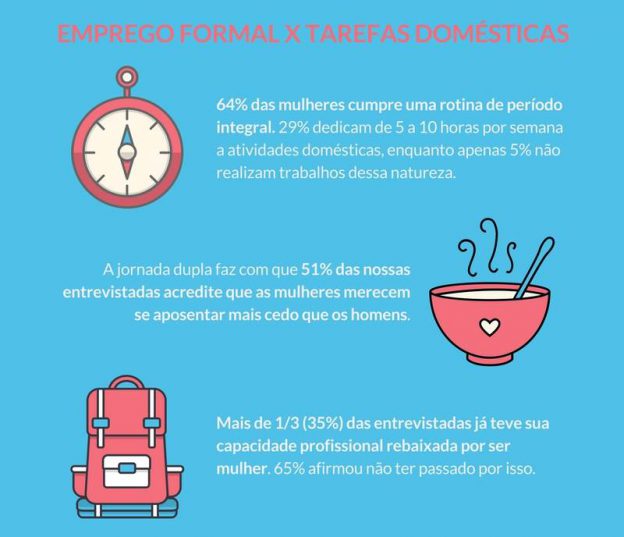 EMPREGO FORMAL X TAREFAS DOMÉSTICAS
64% das mulheres cumpre uma rotina de período
integral. 29% dedicam de 5 a 10 horas por semana
a atividades domésticas, enquanto apenas 5% não
realizam trabalhos dessa natureza.
A jornada dupla faz com que 51% das nossas
entrevistadas acredite que as mulheres merecem
se aposentar mais cedo que os homens.
Mais de 1/3 (35%) das entrevistadas já teve sua
capacidade profissional rebaixada por ser
mulher. 65% afirmou não ter passado por isso.